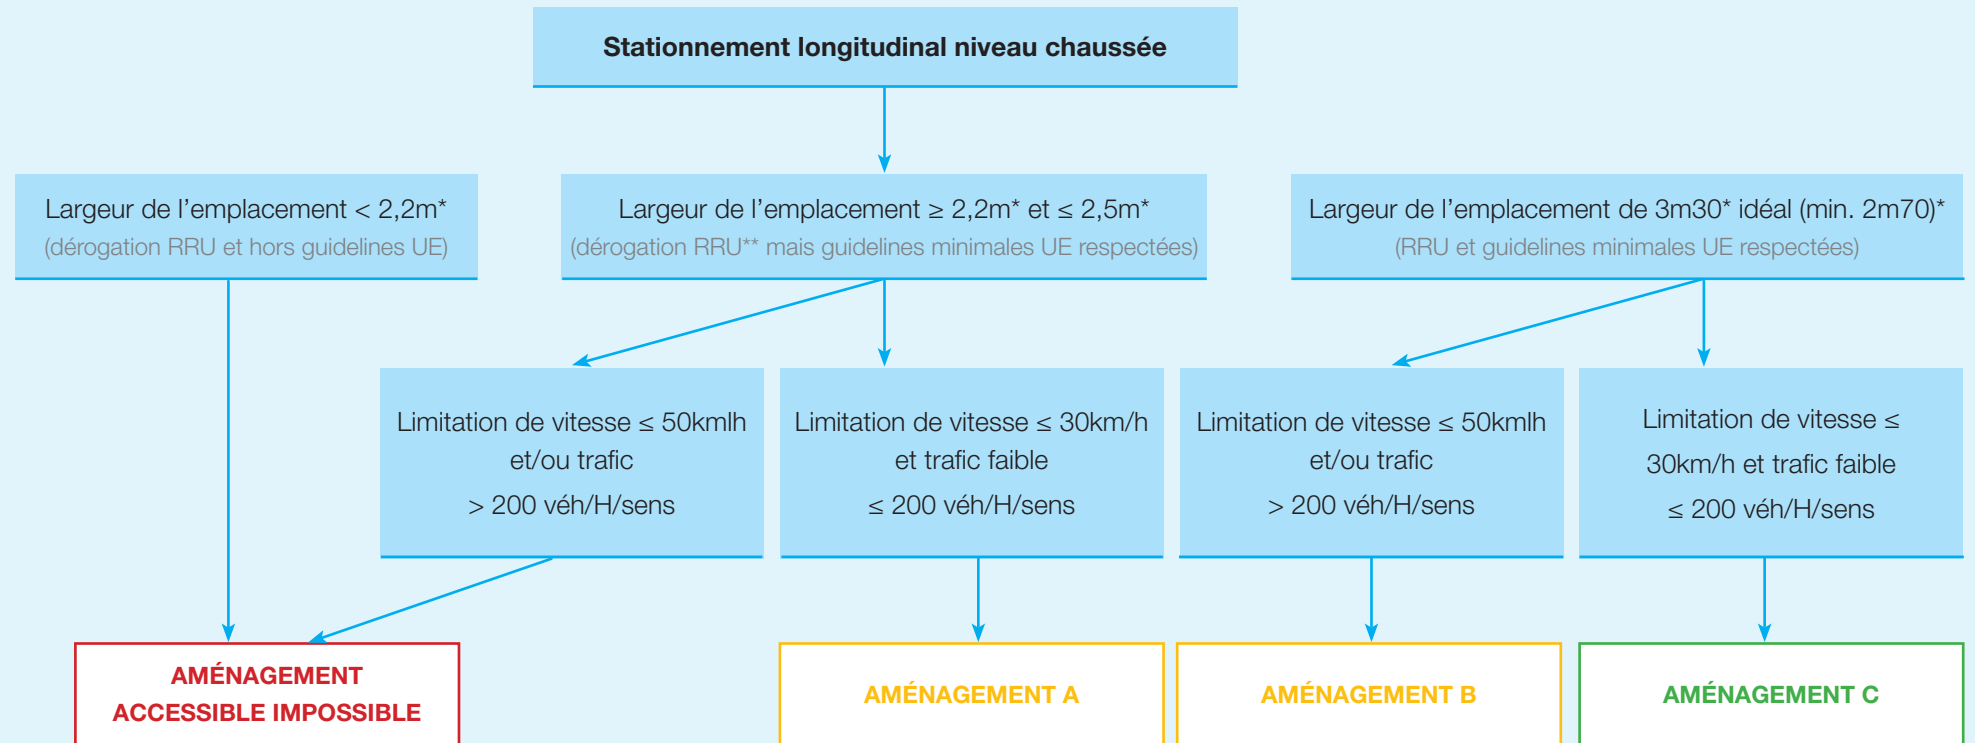 Stationnement longitudinal niveau chaussée
Largeur de l'emplacement < 2,2m*
(dérogation RRU et hors guidelines UE)
Largeur de l'emplacement ≥ 2,2m* et ≤ 2,5m*
(dérogation RRU** mais guidelines minimales UE respectées)
Largeur de l'emplacement de 3m30* idéal (min. 2m70)*
(RRU et guidelines minimales UE respectées)
Limitation de vitesse ≤ 50kmlh
et/ou trafic
> 200 véh/H/sens
Limitation de vitesse ≤ 30km/h
et trafic faible
≤ 200 véh/H/sens
Limitation de vitesse ≤ 50kmlh
et/ou trafic
> 200 véh/H/sens
Limitation de vitesse ≤
30km/h et trafic faible
≤ 200 véh/H/sens
AMÉNAGEMENT
ACCESSIBLE IMPOSSIBLE
AMÉNAGEMENT A
AMÉNAGEMENT B
AMÉNAGEMENT C